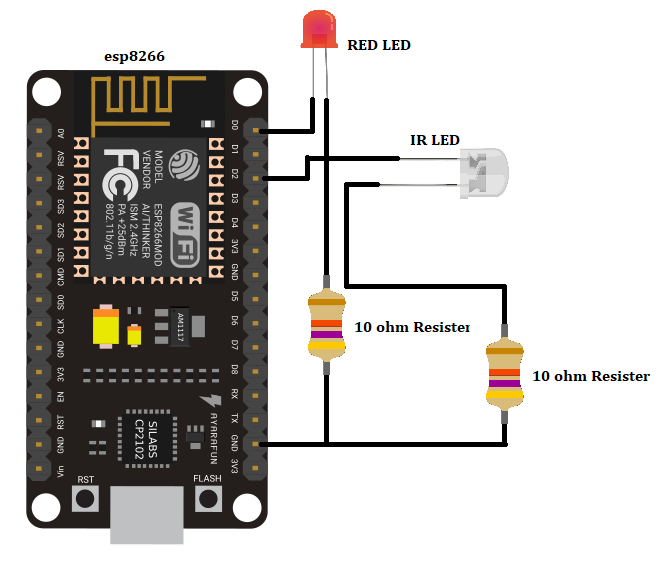 esp8266
RED LED
IR LED
10 ohm Resister
10 ohm Resister
A0
RSV
RSV
SD3
SD2
SD1
CMD
SD0
CLK
GND
3V3
EN
RST
GND
Vin
D0
D1
D2
D3
D4
3V3
GND
D5
D6
D7
D8
RX
TX
GND
3V3
MODEL
VENDOR
ESP8266MOD
AI/THINKER
ISM 2.4GHz
PA +25dBm
802.11b/g/n
FC
Wi Fi
AM1117
SILABS
CP2102
AYARAFUN
RST
FLASH